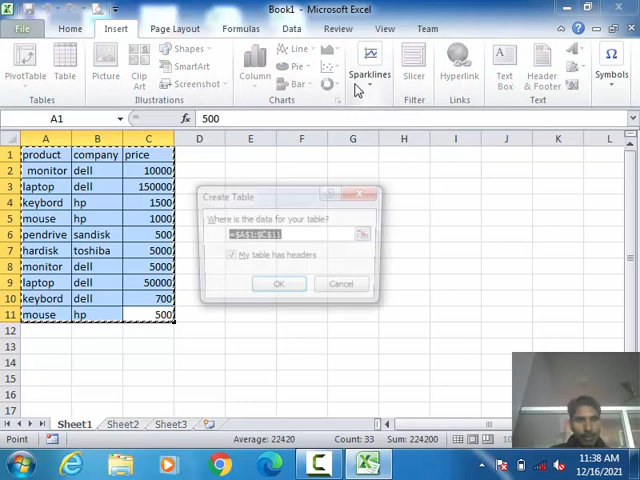 Book1 - Microsoft Excel
File Home Insert Page Layout Formulas Data Review View Team
PivotTable Table Picture Clip Art Shapes SmartArt Screenshot Column Line Pie Bar Sparklines Slicer Hyperlink Text Box Header & Footer Symbols
Tables Illustrations Charts Filter Links Text
A1 fx 500
A B C D E F G H I J K L
1 product company price
2 monitor dell 10000
3 laptop dell 150000
4 keybord hp 1500
5 mouse hp 1000
6 pendrive sandisk 500
7 hardisk toshiba 5000
8 monitor dell 5000
9 laptop dell 50000
10 keybord dell 700
11 mouse hp 500
12
13
14
15
16
17
Create Table
Where is the data for your table?
=$A$1:$C$11
My table has headers
OK Cancel
Sheet1 Sheet2 Sheet3
Point Average: 22420 Count: 33 Sum: 224200
11:38 AM
12/16/2021